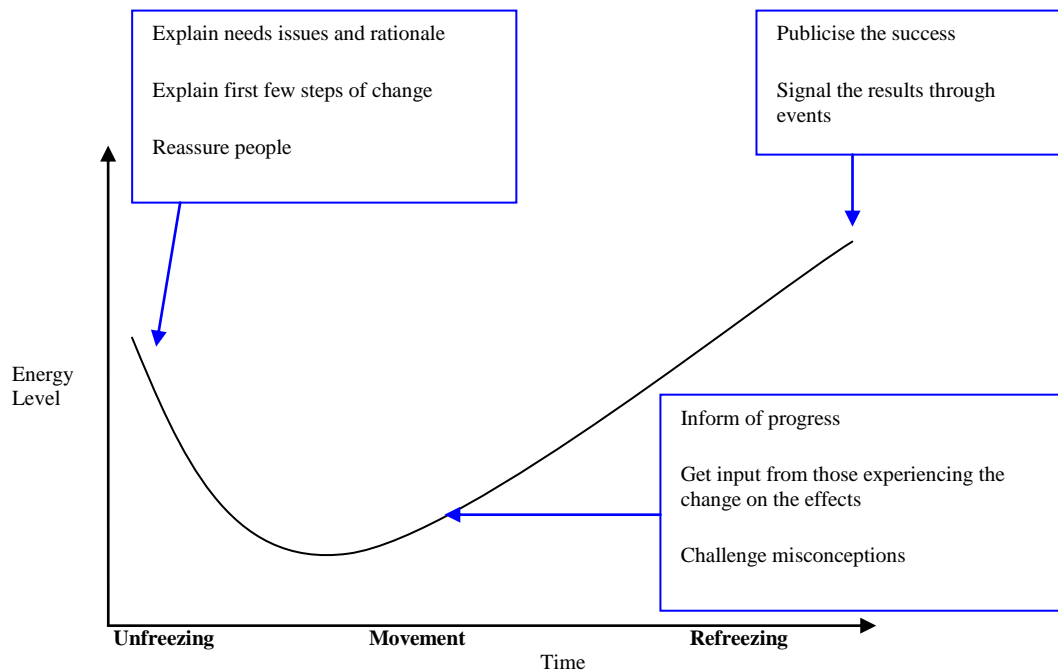 Explain needs issues and rationale
Explain first few steps of change
Reassure people
Publicise the success
Signal the results through
events
Energy
Level
Inform of progress
Get input from those experiencing the
change on the effects
Challenge misconceptions
Unfreezing
Movement
Refreezing
Time